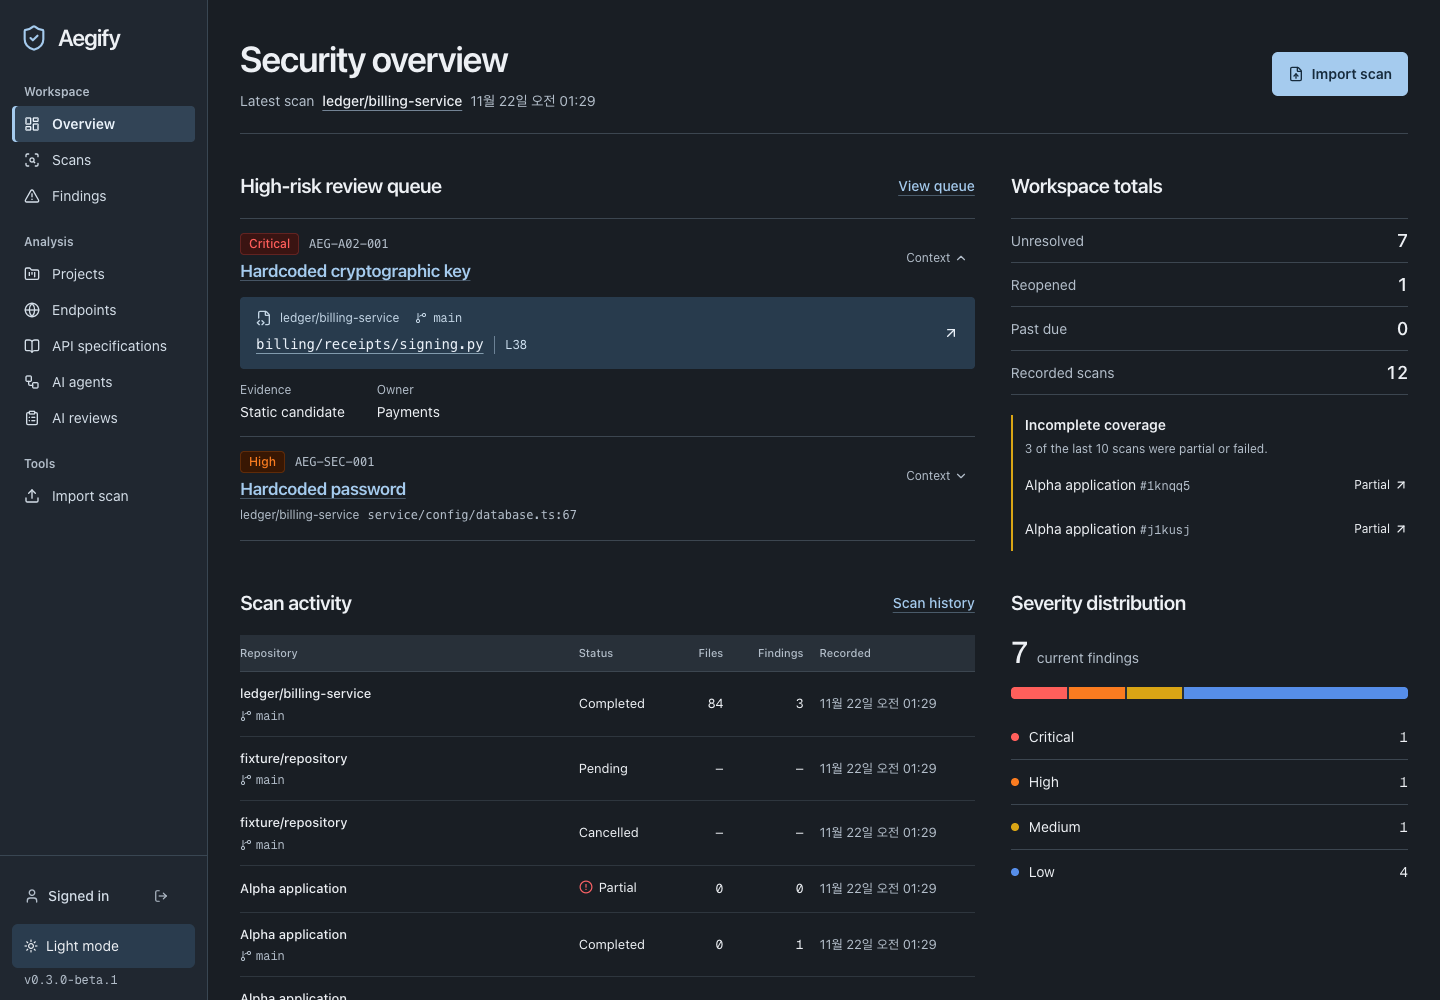 Aegify
Workspace
Overview
Scans
Findings
Analysis
Projects
Endpoints
API specifications
AI agents
AI reviews
Tools
Import scan
Signed in
Light mode
v0.3.0-beta.1
Security overview
Latest scan ledger/billing-service 11월 22일 오전 01:29
Import scan
High-risk review queue
View queue
Critical AEG-A02-001
Hardcoded cryptographic key
Context
ledger/billing-service main
billing/receipts/signing.py L38
Evidence Owner
Static candidate Payments
High AEG-SEC-001
Hardcoded password
Context
ledger/billing-service service/config/database.ts:67
Workspace totals
Unresolved 7
Reopened 1
Past due 0
Recorded scans 12
Incomplete coverage
3 of the last 10 scans were partial or failed.
Alpha application #1knqq5 Partial
Alpha application #j1kusj Partial
Scan activity
Scan history
Repository Status Files Findings Recorded
ledger/billing-service
main
Completed 84 3 11월 22일 오전 01:29
fixture/repository
main
Pending – – 11월 22일 오전 01:29
fixture/repository
main
Cancelled – – 11월 22일 오전 01:29
Alpha application Partial 0 0 11월 22일 오전 01:29
Alpha application
main
Completed 0 1 11월 22일 오전 01:29
Alpha application
Severity distribution
7 current findings
Critical 1
High 1
Medium 1
Low 4